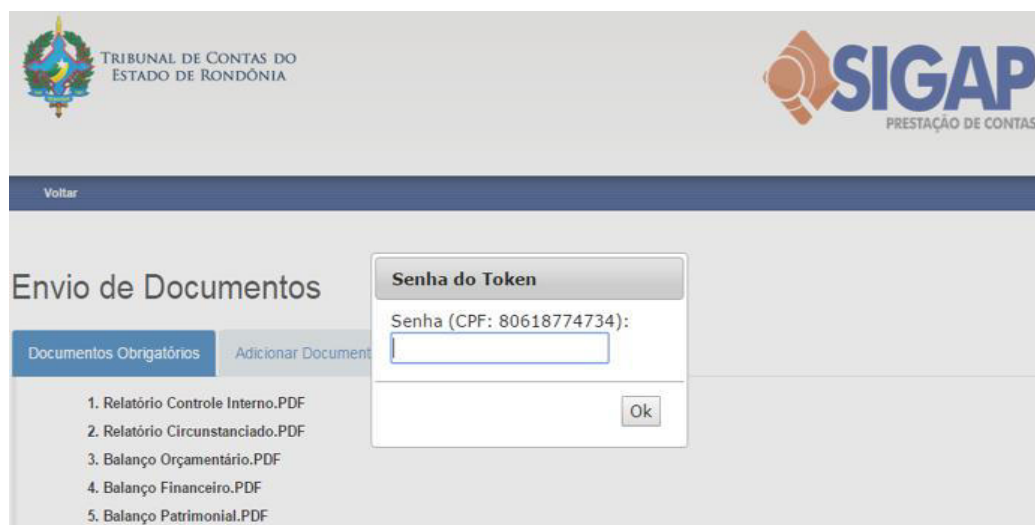 TRIBUNAL DE CONTAS DO
ESTADO DE RONDÔNIA
SIGAP
PRESTAÇÃO DE CONTAS
Voltar
Envio de Documentos
Senha do Token
Senha (CPF: 80618774734):
Ok
Documentos Obrigatórios
Adicionar Document
1. Relatório Controle Interno.PDF
2. Relatório Circunstanciado.PDF
3. Balanço Orçamentário.PDF
4. Balanço Financeiro.PDF
5. Balanço Patrimonial.PDF